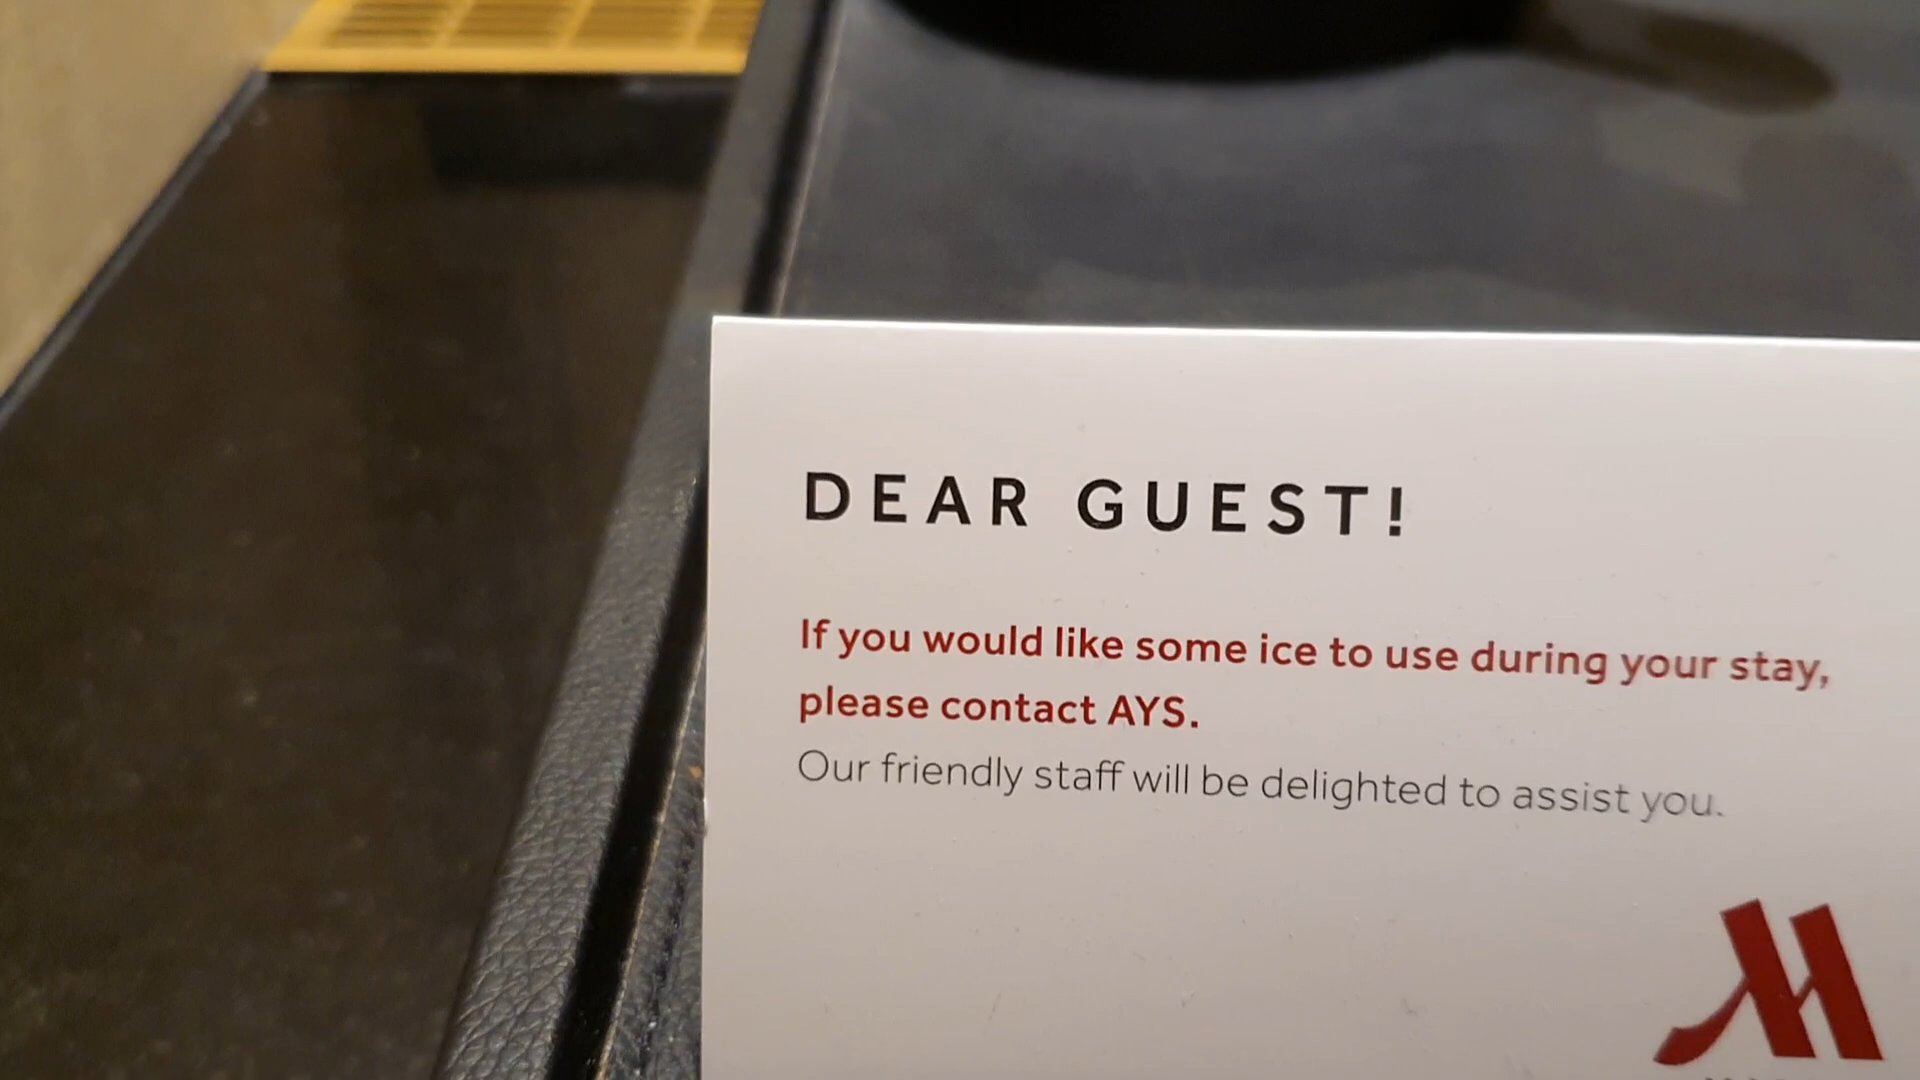 DEAR GUEST!
If you would like some ice to use during your stay,
please contact AYS.
Our friendly staff will be delighted to assist you.